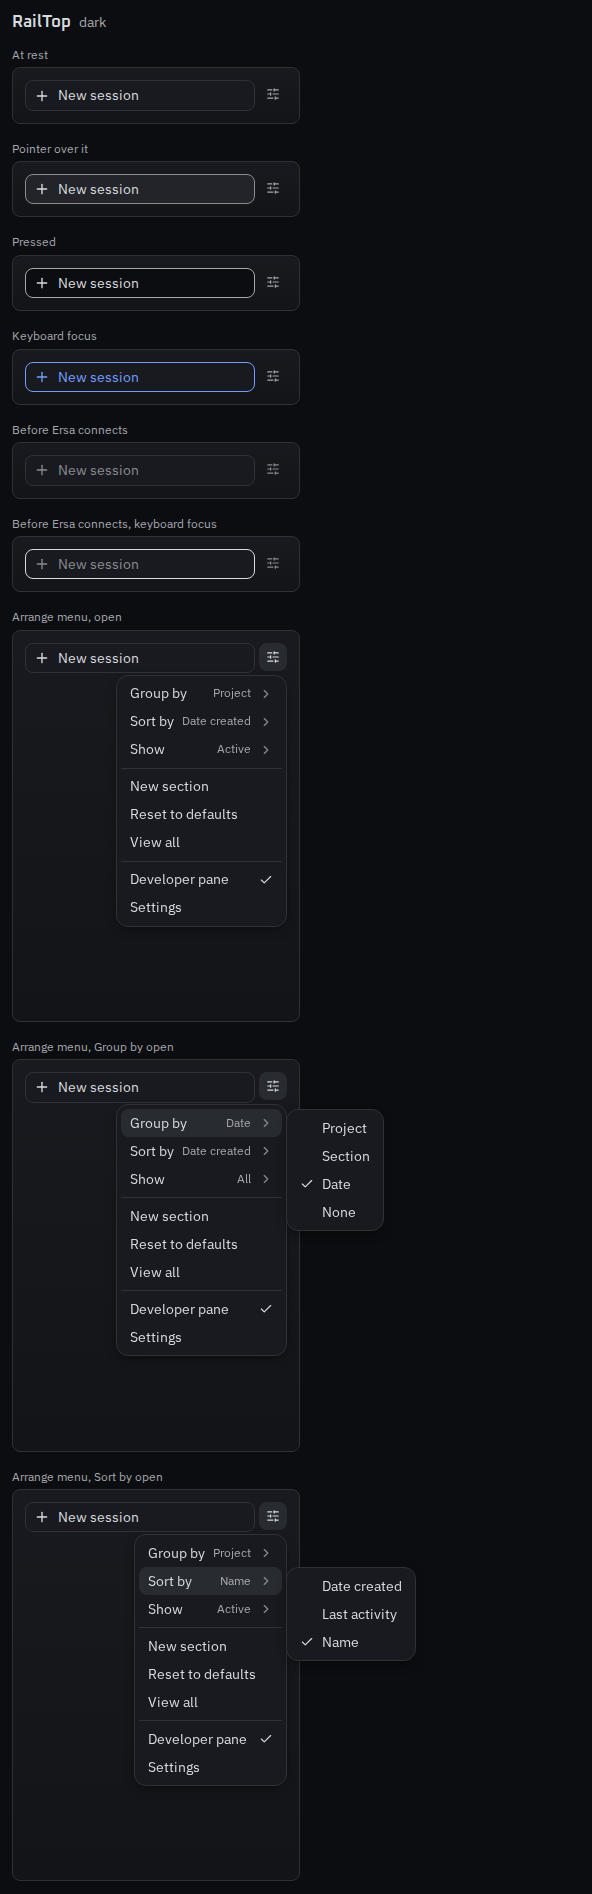 RailTop dark
At rest
New session
Pointer over it
New session
Pressed
New session
Keyboard focus
New session
Before Ersa connects
New session
Before Ersa connects, keyboard focus
New session
Arrange menu, open
New session
Group by Project
Sort by Date created
Show Active
New section
Reset to defaults
View all
Developer pane
Settings
Arrange menu, Group by open
New session
Group by Date
Sort by Date created
Show All
New section
Reset to defaults
View all
Developer pane
Settings
Project
Section
Date
None
Arrange menu, Sort by open
New session
Group by Project
Sort by Name
Show Active
New section
Reset to defaults
View all
Developer pane
Settings
Date created
Last activity
Name